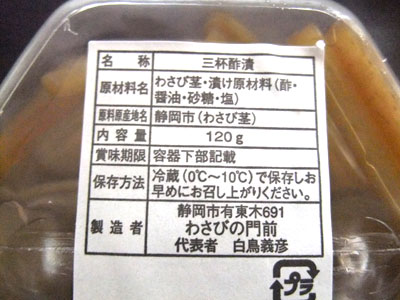 名称 三杯酢漬
原材料名 わさび茎・漬け原材料(酢・
醤油・砂糖・塩)
原料原産地名 静岡市(わさび茎)
内容量 120g
賞味期限 容器下部記載
保存方法 冷蔵(0℃〜10℃)で保存しお
早めにお召し上がりください。
製造者 静岡市有東木691
わさびの門前
代表者 白鳥義彦
プラ